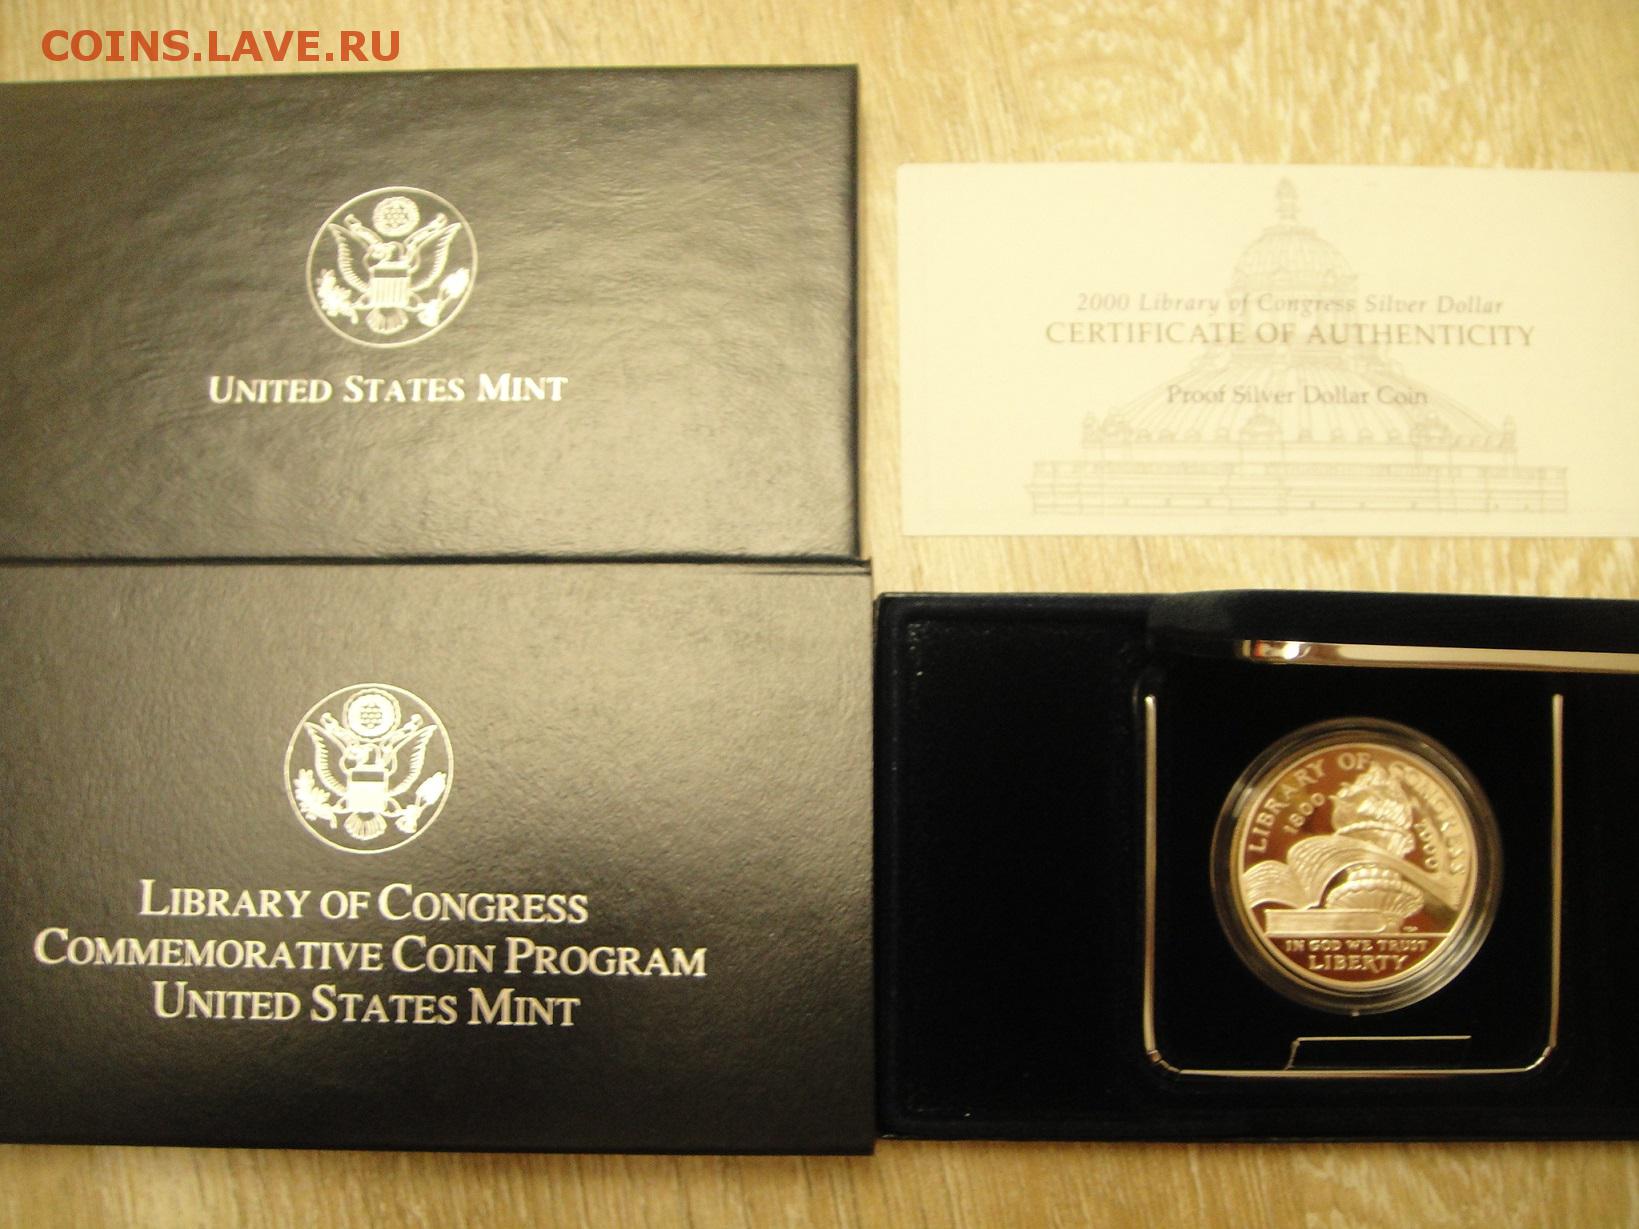 COINS.LAVE.RU
UNITED STATES MINT
2000 Library of Congress Silver Dollar
CERTIFICATE OF AUTHENTICITY
Proof Silver Dollar Coin
LIBRARY OF CONGRESS
COMMEMORATIVE COIN PROGRAM
UNITED STATES MINT
LIBRARY OF CONGRESS
1800 2000
IN GOD WE TRUST
LIBERTY